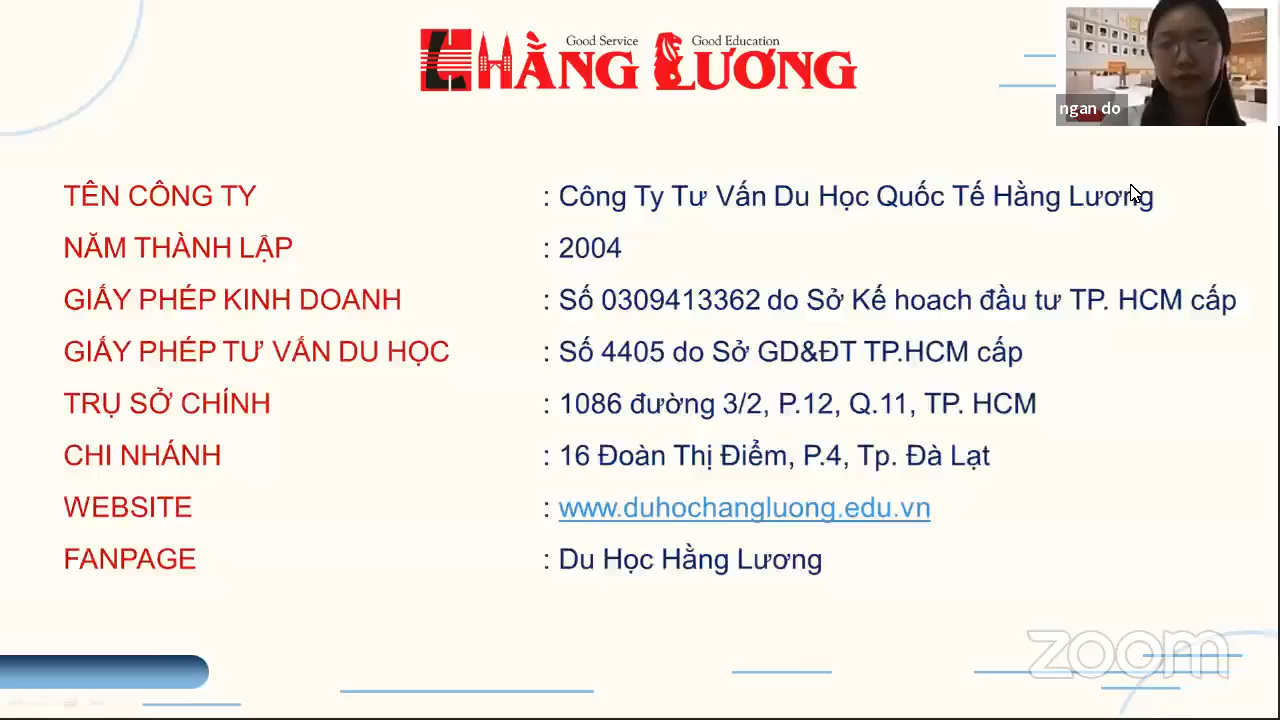 Good Service Good Education
HẰNG LƯƠNG
ngan do
TÊN CÔNG TY : Công Ty Tư Vấn Du Học Quốc Tế Hằng Lương
NĂM THÀNH LẬP : 2004
GIẤY PHÉP KINH DOANH : Số 0309413362 do Sở Kế hoach đầu tư TP. HCM cấp
GIẤY PHÉP TƯ VẤN DU HỌC : Số 4405 do Sở GD&ĐT TP.HCM cấp
TRỤ SỞ CHÍNH : 1086 đường 3/2, P.12, Q.11, TP. HCM
CHI NHÁNH : 16 Đoàn Thị Điểm, P.4, Tp. Đà Lạt
WEBSITE : www.duhochangluong.edu.vn
FANPAGE : Du Học Hằng Lương
zoom